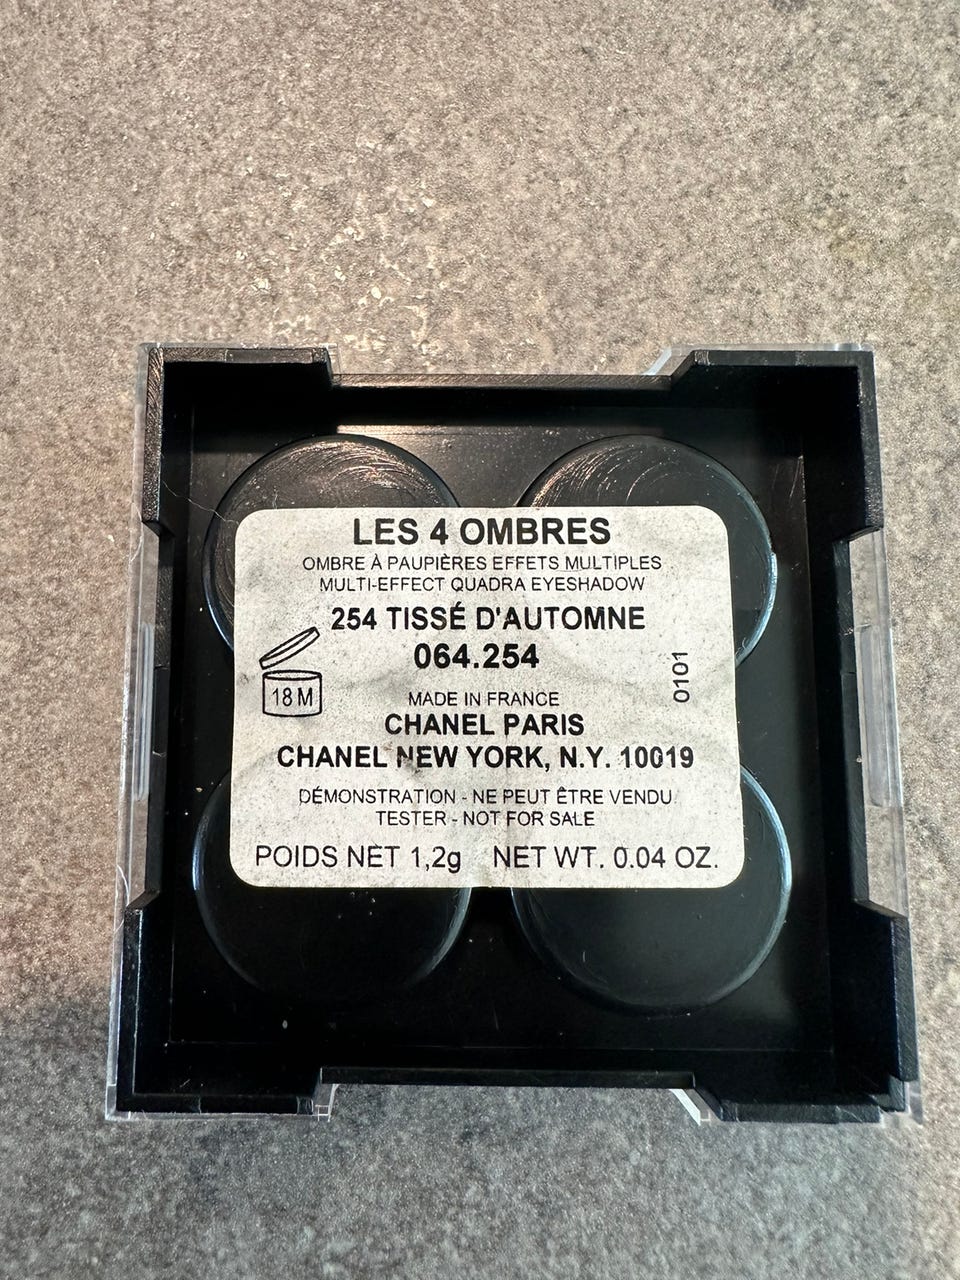 LES 4 OMBRES
OMBRE À PAUPIÈRES EFFETS MULTIPLES
MULTI-EFFECT QUADRA EYESHADOW
254 TISSÉ D'AUTOMNE
064.254
18 M
0101
MADE IN FRANCE
CHANEL PARIS
CHANEL NEW YORK, N.Y. 10019
DÉMONSTRATION - NE PEUT ÊTRE VENDU
TESTER - NOT FOR SALE
POIDS NET 1,2g NET WT. 0.04 OZ.